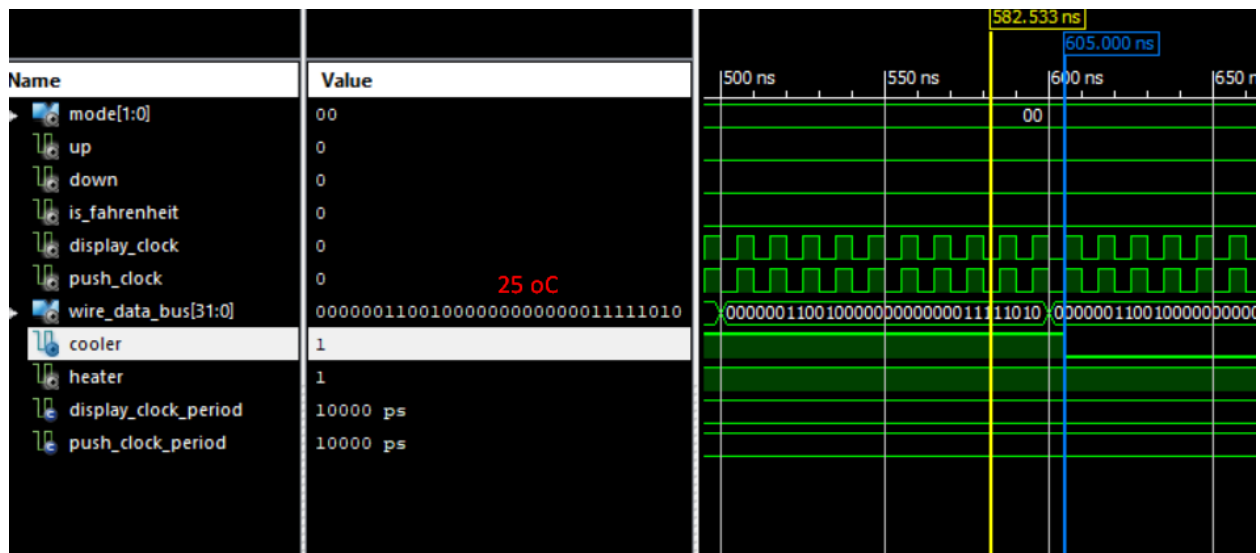 582.533 ns
605.000 ns
Name
Value
500 ns
550 ns
600 ns
650 n
mode[1:0]
00
00
up
0
down
0
is_fahrenheit
0
display_clock
0
push_clock
0
25 oC
wire_data_bus[31:0]
00000011001000000000000011111010
00000011001000000000000011111010
00000011001000000000
cooler
1
heater
1
display_clock_period
10000 ps
push_clock_period
10000 ps